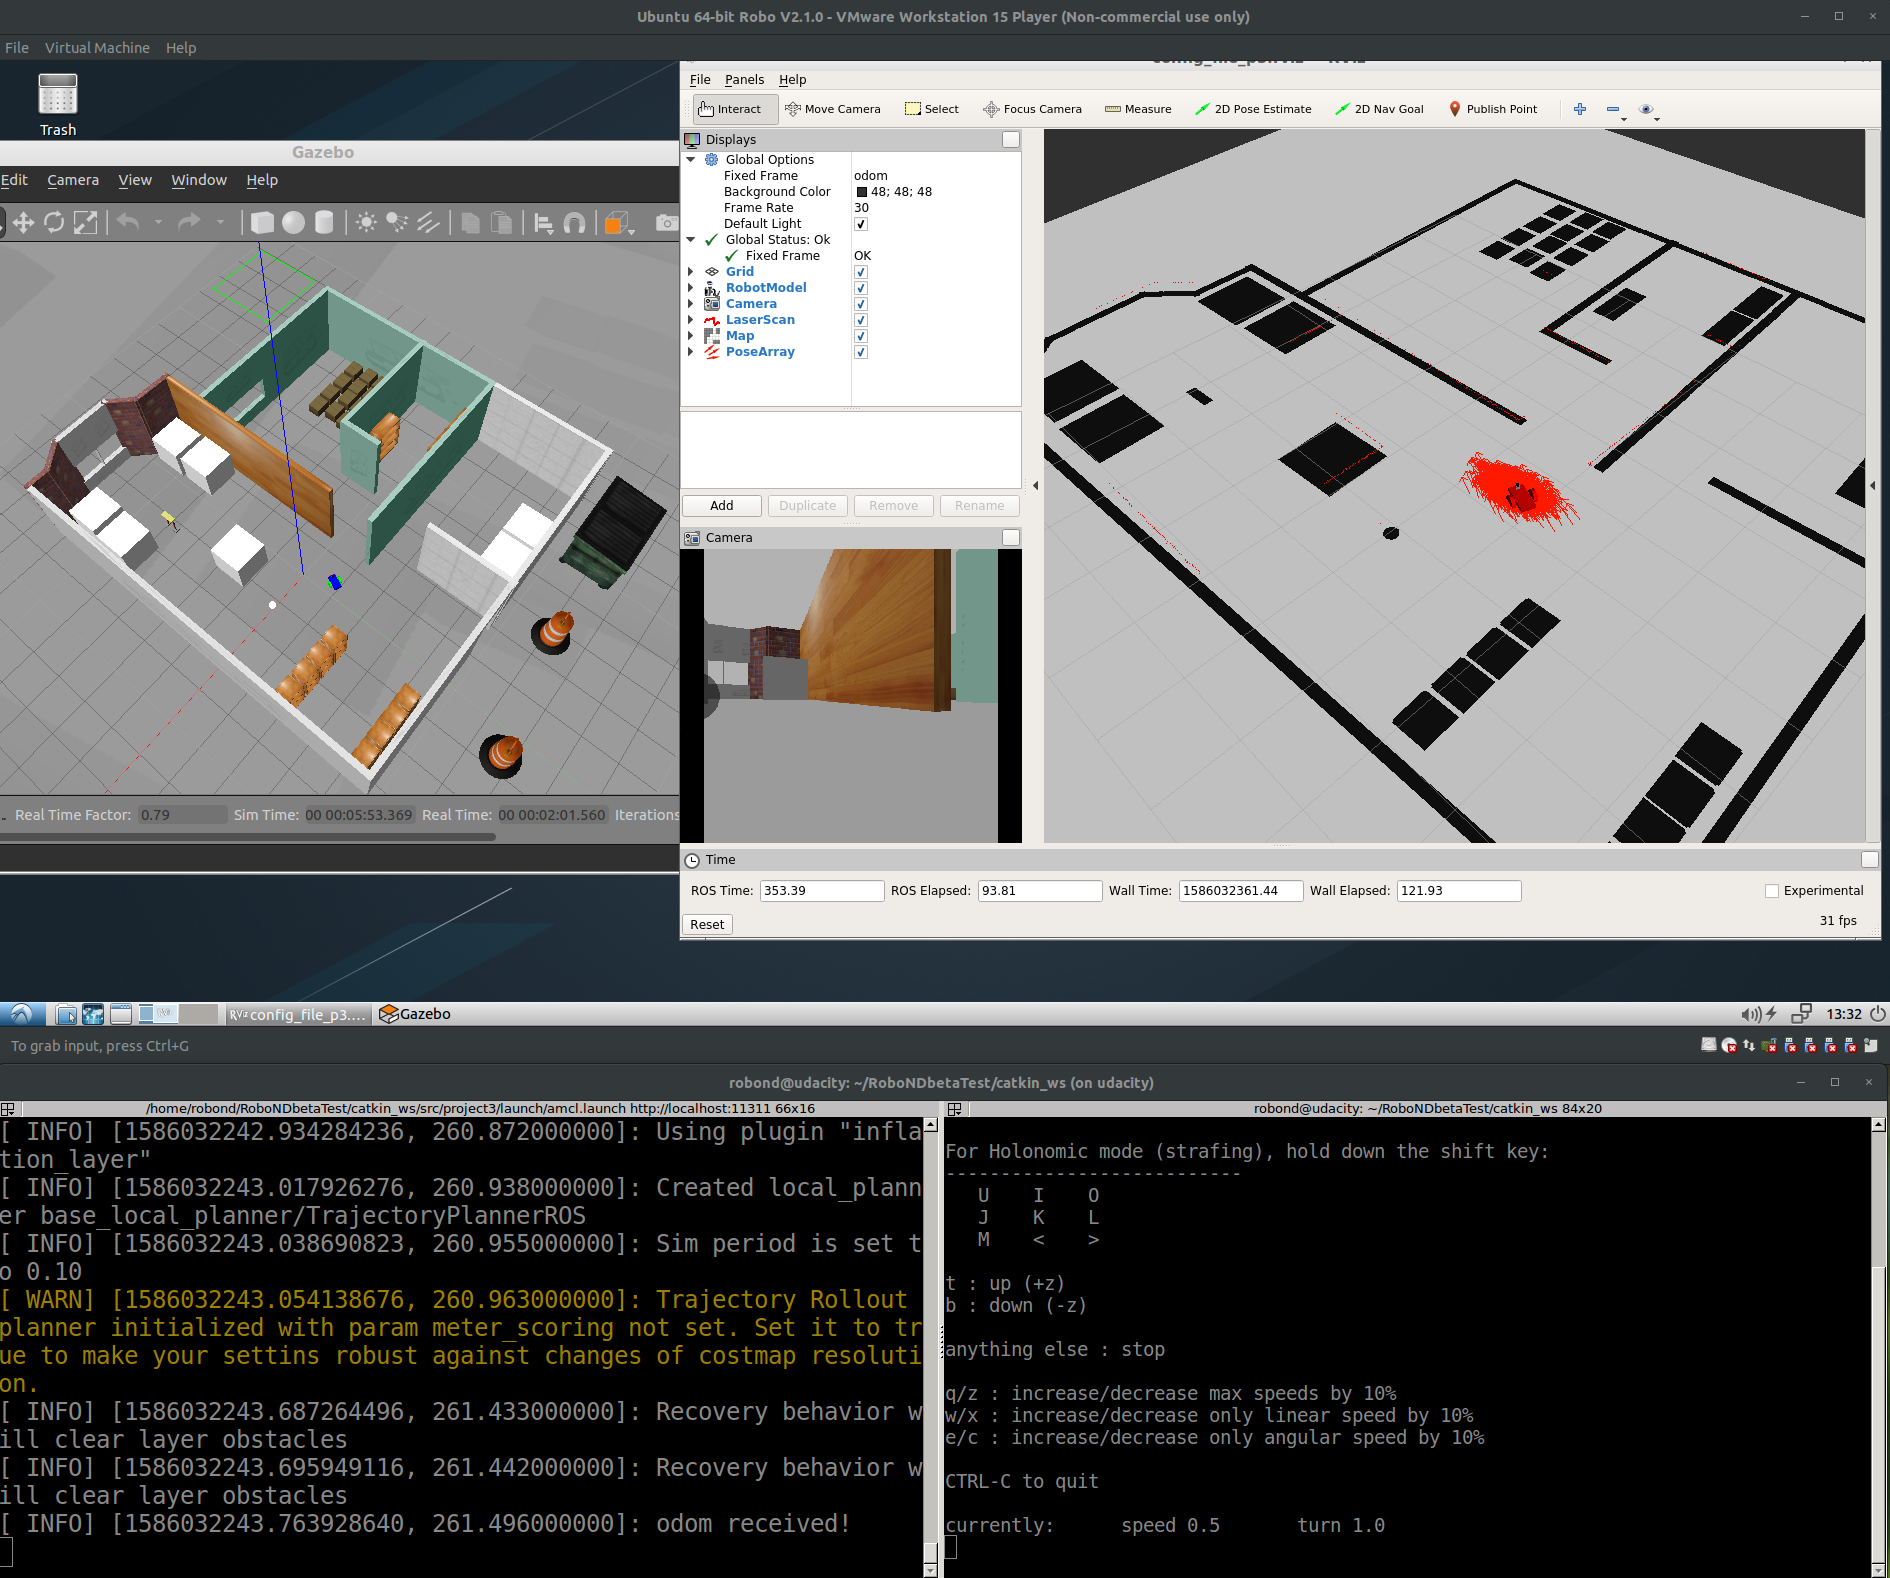 Ubuntu 64-bit Robo V2.1.0 - VMware Workstation 15 Player (Non-commercial use only)
File Virtual Machine Help
Trash
Gazebo
Edit Camera View Window Help
Real Time Factor: 0.79 Sim Time: 00 00:05:53.369 Real Time: 00 00:02:01.560 Iterations
File Panels Help
Interact Move Camera Select Focus Camera Measure 2D Pose Estimate 2D Nav Goal Publish Point
Displays
Global Options
Fixed Frame odom
Background Color 48; 48; 48
Frame Rate 30
Default Light
Global Status: Ok
Fixed Frame OK
Grid
RobotModel
Camera
LaserScan
Map
PoseArray
Add Duplicate Remove Rename
Camera
Time
ROS Time: 353.39 ROS Elapsed: 93.81 Wall Time: 1586032361.44 Wall Elapsed: 121.93 Experimental
Reset 31 fps
config_file_p3.... Gazebo 13:32
To grab input, press Ctrl+G
robond@udacity: ~/RoboNDbetaTest/catkin_ws (on udacity)
/home/robond/RoboNDbetaTest/catkin_ws/src/project3/launch/amcl.launch http://localhost:11311 66x16
[ INFO] [1586032242.934284236, 260.872000000]: Using plugin "infla
tion_layer"
[ INFO] [1586032243.017926276, 260.938000000]: Created local_plann
er base_local_planner/TrajectoryPlannerROS
[ INFO] [1586032243.038690823, 260.955000000]: Sim period is set t
o 0.10
[ WARN] [1586032243.054138676, 260.963000000]: Trajectory Rollout
planner initialized with param meter_scoring not set. Set it to tr
ue to make your settins robust against changes of costmap resoluti
on.
[ INFO] [1586032243.687264496, 261.433000000]: Recovery behavior w
ill clear layer obstacles
[ INFO] [1586032243.695949116, 261.442000000]: Recovery behavior w
ill clear layer obstacles
[ INFO] [1586032243.763928640, 261.496000000]: odom received!
robond@udacity: ~/RoboNDbetaTest/catkin_ws 84x20
For Holonomic mode (strafing), hold down the shift key:
---------------------------
U I O
J K L
M < >
t : up (+z)
b : down (-z)
anything else : stop
q/z : increase/decrease max speeds by 10%
w/x : increase/decrease only linear speed by 10%
e/c : increase/decrease only angular speed by 10%
CTRL-C to quit
currently: speed 0.5 turn 1.0